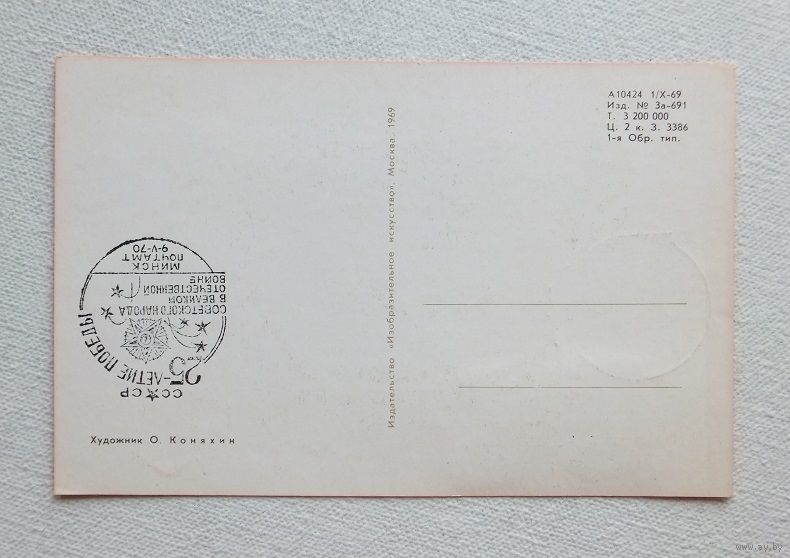 А10424 1/X-69
Изд. № 3а-691
Т. 3 200 000
Ц. 2 к. З. 3386
1-я Обр. тип.
Издательство «Изобразительное искусство», Москва, 1969
СССР
25-ЛЕТИЕ ПОБЕДЫ
СОВЕТСКОГО НАРОДА
В ВЕЛИКОЙ
ОТЕЧЕСТВЕННОЙ
ВОЙНЕ
МИНСК
ПОЧТАМТ
9-V-70
Художник О. Коняхин
www.ay.by